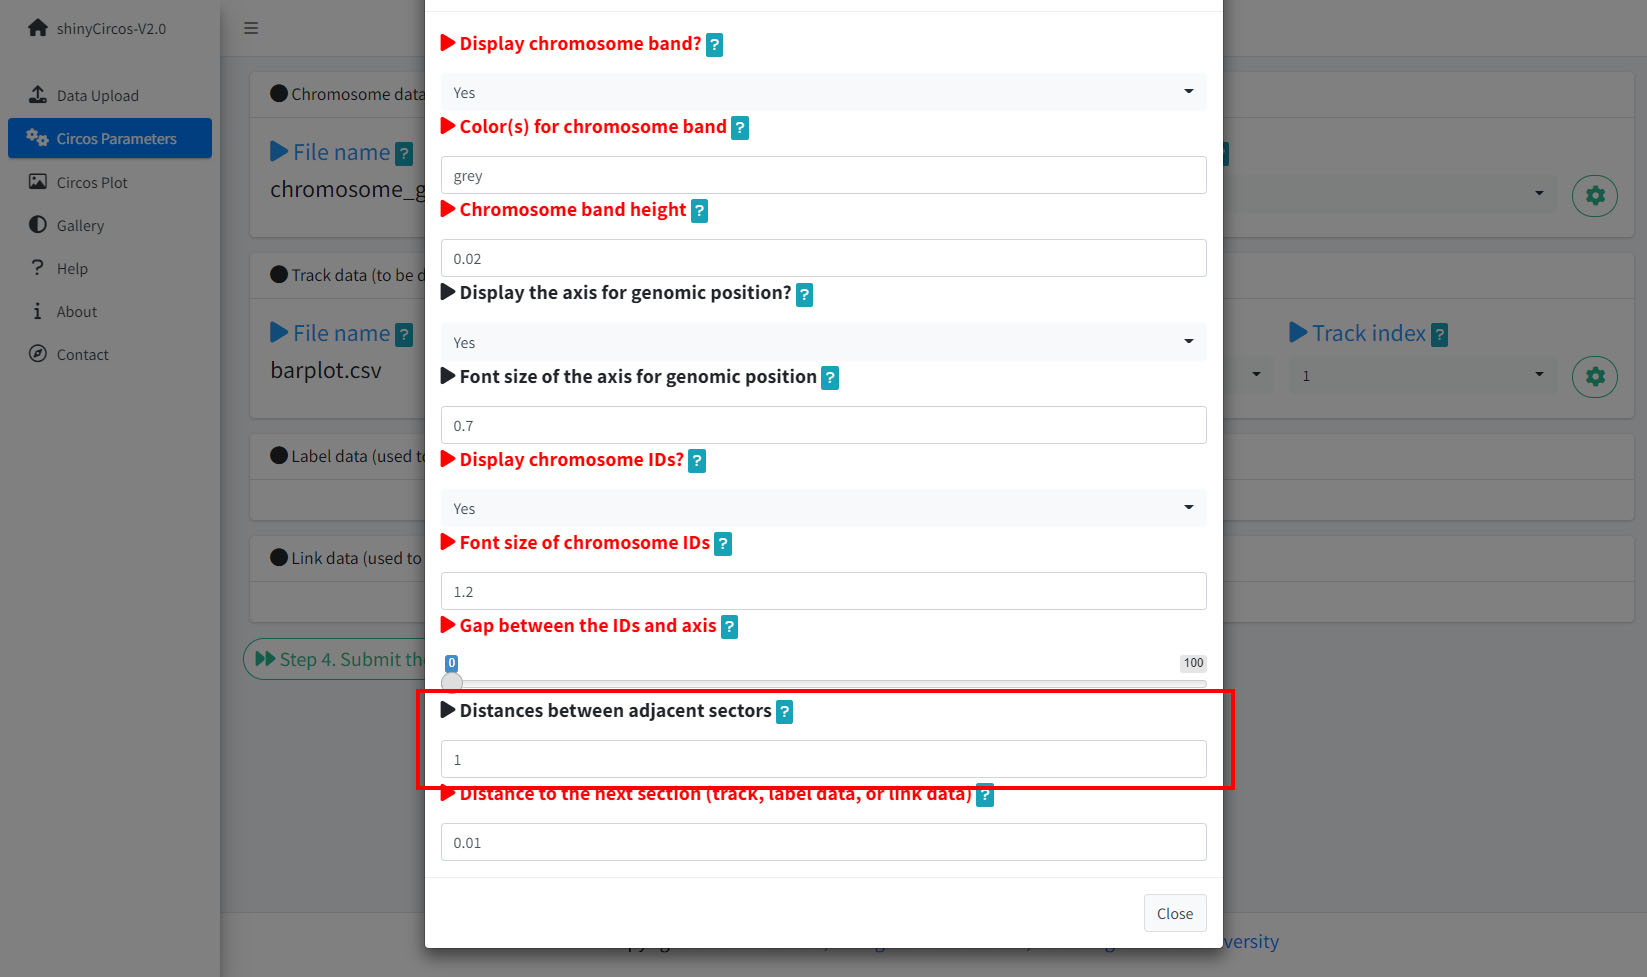 shinyCircos-V2.0
Data Upload
Circos Parameters
Circos Plot
Gallery
Help
About
Contact
Chromosome data
File name ?
chromosome_g
Track data (to be d
File name ?
barplot.csv
Label data (used to
Link data (used to
Step 4. Submit the
Display chromosome band? ?
Yes
Color(s) for chromosome band ?
grey
Chromosome band height ?
0.02
Display the axis for genomic position? ?
Yes
Font size of the axis for genomic position ?
0.7
Display chromosome IDs? ?
Yes
Font size of chromosome IDs ?
1.2
Gap between the IDs and axis ?
0 100
Distances between adjacent sectors ?
1
Distance to the next section (track, label data, or link data) ?
0.01
Close
Track index ?
1
versity